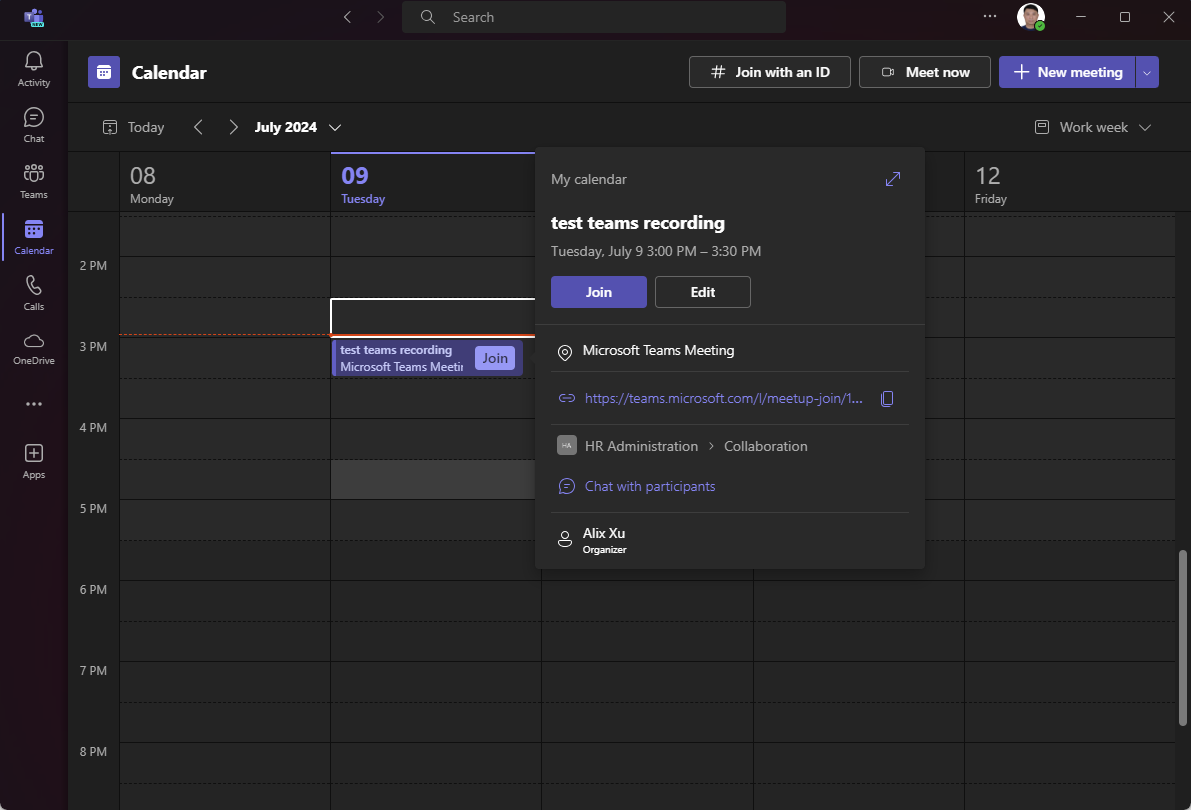 NEW
Search
Activity
Chat
Teams
Calendar
Calls
OneDrive
Apps
Calendar
Join with an ID
Meet now
New meeting
Today
July 2024
Work week
08
Monday
09
Tuesday
12
Friday
2 PM
3 PM
4 PM
5 PM
6 PM
7 PM
8 PM
test teams recording
Microsoft Teams Meetin
Join
My calendar
test teams recording
Tuesday, July 9 3:00 PM – 3:30 PM
Join
Edit
Microsoft Teams Meeting
https://teams.microsoft.com/l/meetup-join/1...
HA
HR Administration > Collaboration
Chat with participants
Alix Xu
Organizer